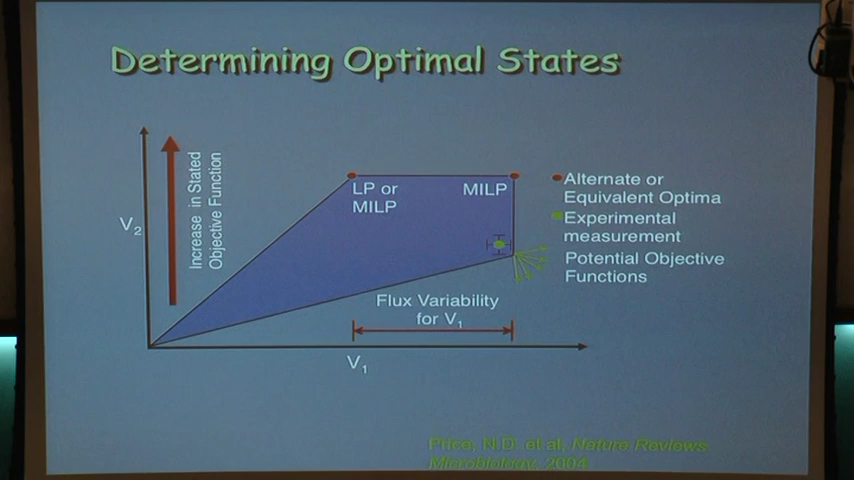 Determining Optimal States
V2
Increase in Stated
Objective Function
LP or
MILP
MILP
Alternate or
Equivalent Optima
Experimental
measurement
Potential Objective
Functions
Flux Variability
for V1
V1
Price, N.D. et al. Nature Reviews
Microbiology, 2004